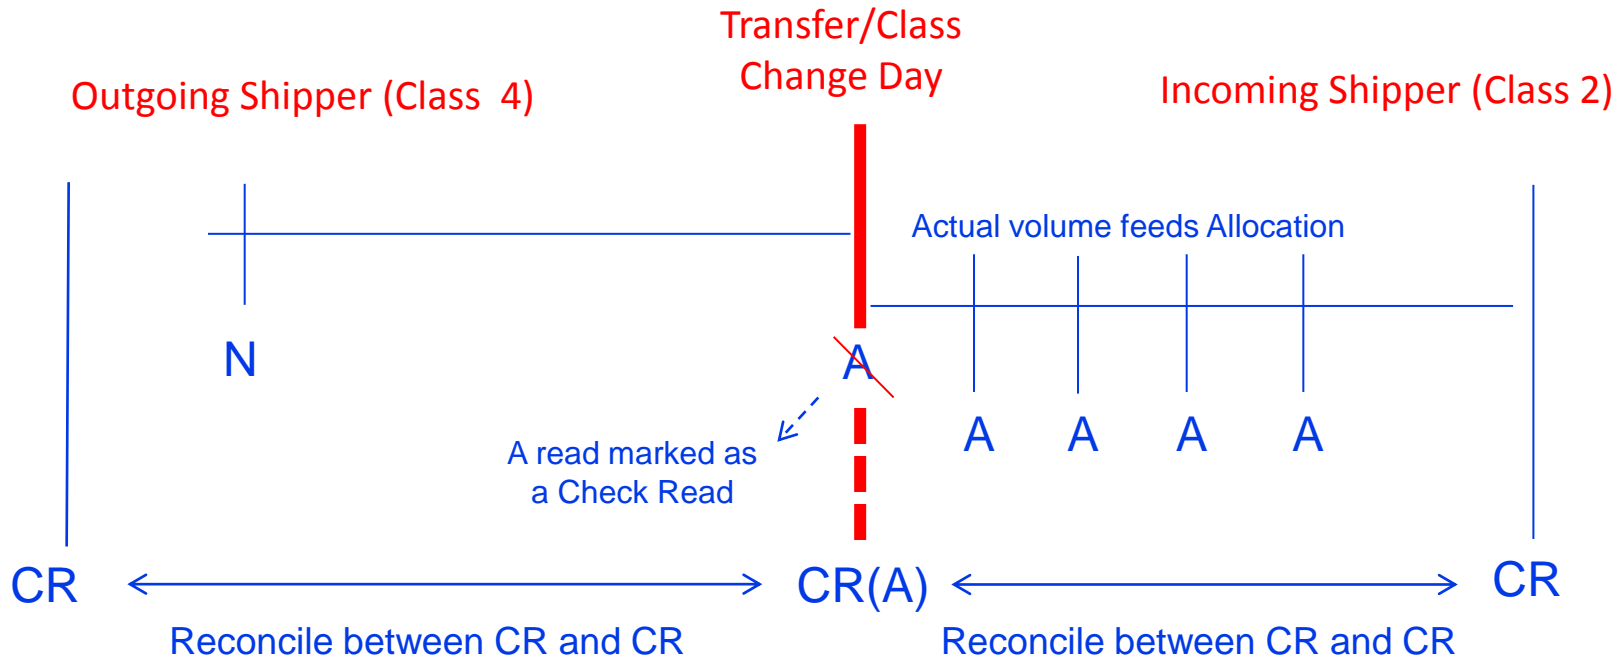 Transfer/Class
Change Day
Outgoing Shipper (Class  4)
Incoming Shipper (Class 2)
Actual volume feeds Allocation
N
A
A
A
A
A
A read marked as
a Check Read
CR
CR(A)
CR
Reconcile between CR and CR
Reconcile between CR and CR